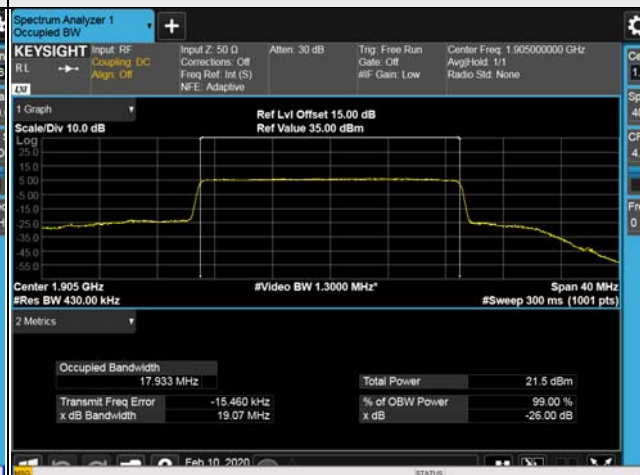 Spectrum Analyzer 1
Occupied BW
+
KEYSIGHT Input: RF Input Z: 50 Ω Atten: 30 dB Trig: Free Run Center Freq: 1.905000000 GHz
RL Coupling: DC Corrections: Off Gate: Off Avg|Hold: 1/1
Align: Off Freq Ref: Int (S) #IF Gain: Low Radio Std: None
LXI NFE: Adaptive
1 Graph Ref Lvl Offset 15.00 dB
Scale/Div 10.0 dB Ref Value 35.00 dBm
Log
25.0
15.0
5.00
-5.00
-15.0
-25.0
-35.0
-45.0
-55.0
Center 1.905 GHz #Video BW 1.3000 MHz* Span 40 MHz
#Res BW 430.00 kHz #Sweep 300 ms (1001 pts)
2 Metrics
Occupied Bandwidth
17.933 MHz Total Power 21.5 dBm
Transmit Freq Error -15.460 kHz % of OBW Power 99.00 %
x dB Bandwidth 19.07 MHz x dB -26.00 dB
Feb 10, 2020
MSG STATUS